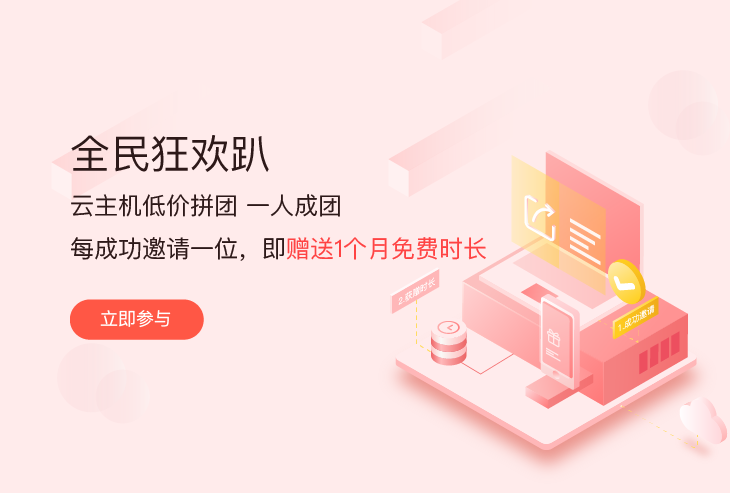 全民狂欢趴
云主机低价拼团 一人成团
每成功邀请一位，即赠送1个月免费时长
立即参与
2.获赠时长
1.成功邀请